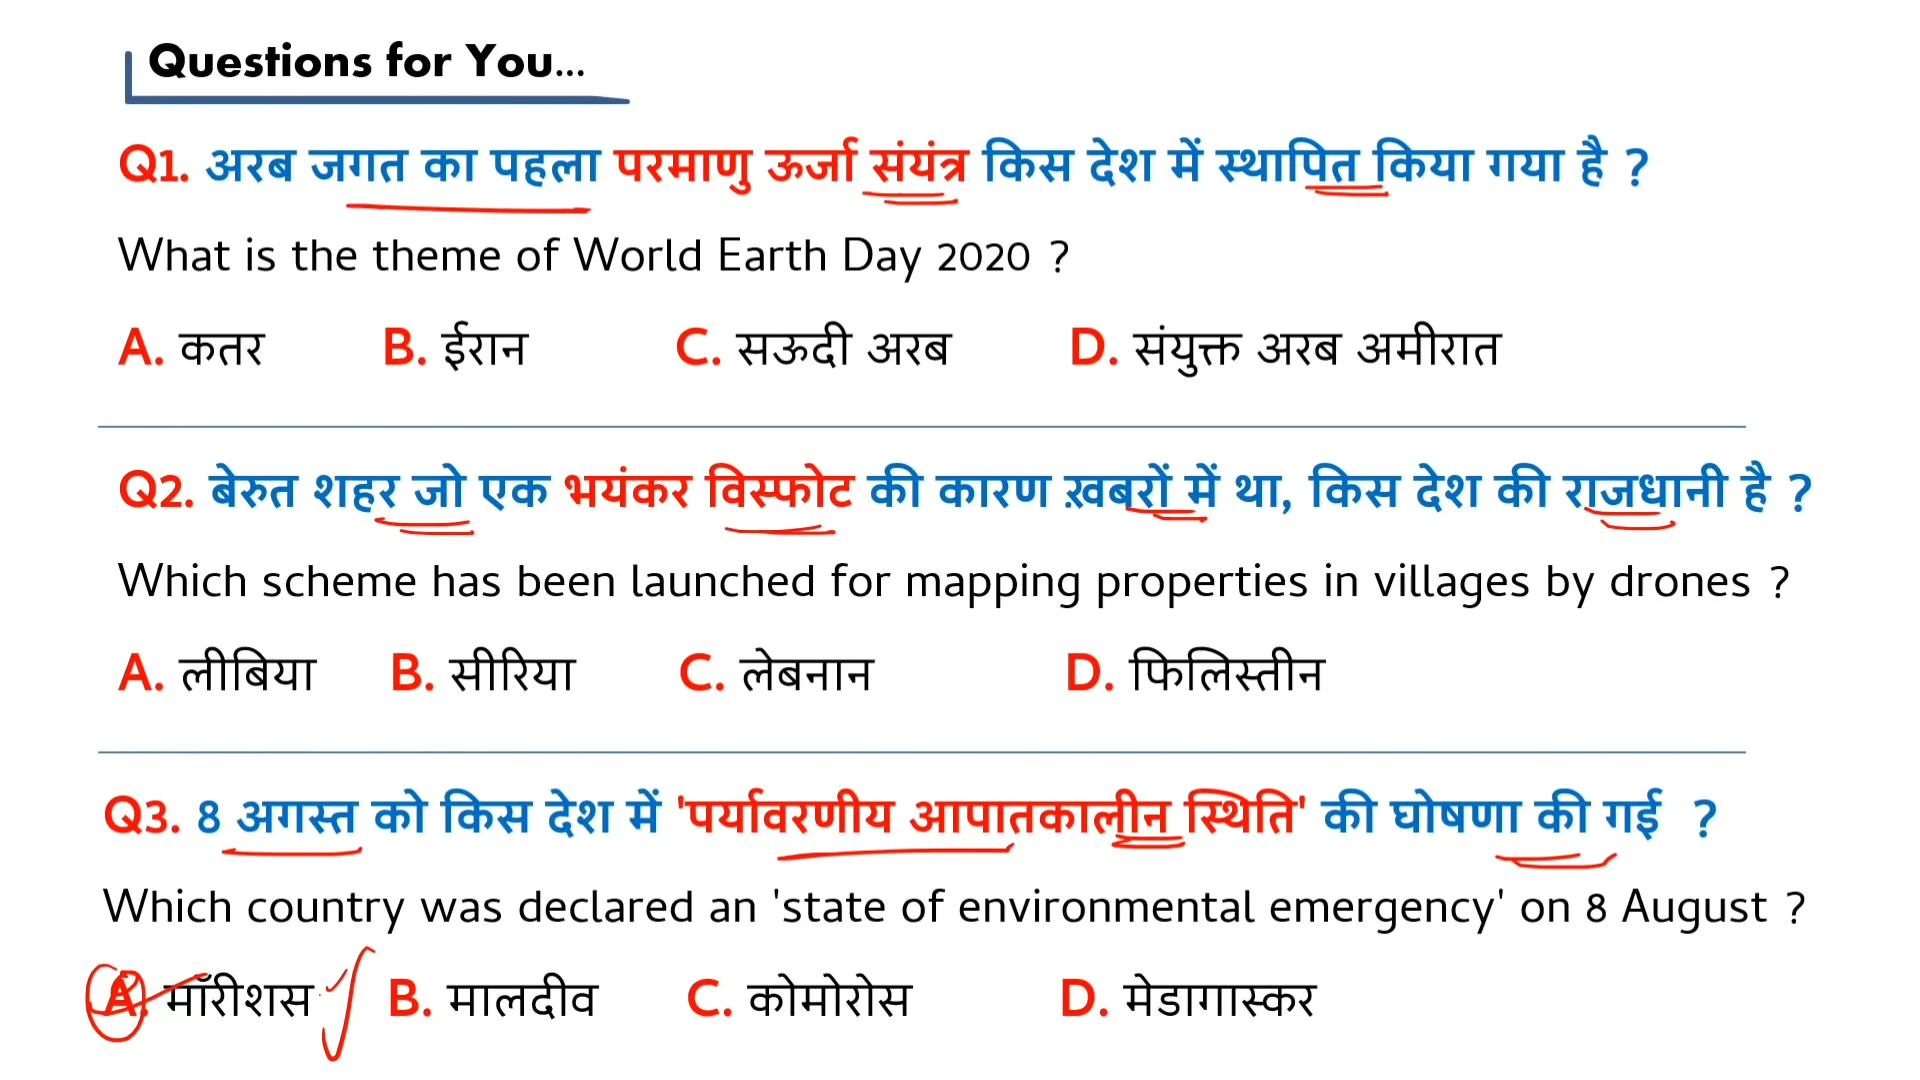 Questions for You...
Q1. अरब जगत का पहला परमाणु ऊर्जा संयंत्र किस देश में स्थापित किया गया है ?
What is the theme of World Earth Day 2020 ?
A. कतर B. ईरान C. सऊदी अरब D. संयुक्त अरब अमीरात
Q2. बेरुत शहर जो एक भयंकर विस्फोट की कारण ख़बरों में था, किस देश की राजधानी है ?
Which scheme has been launched for mapping properties in villages by drones ?
A. लीबिया B. सीरिया C. लेबनान D. फिलिस्तीन
Q3. 8 अगस्त को किस देश में 'पर्यावरणीय आपातकालीन स्थिति' की घोषणा की गई ?
Which country was declared an 'state of environmental emergency' on 8 August ?
A. मॉरीशस B. मालदीव C. कोमोरोस D. मेडागास्कर